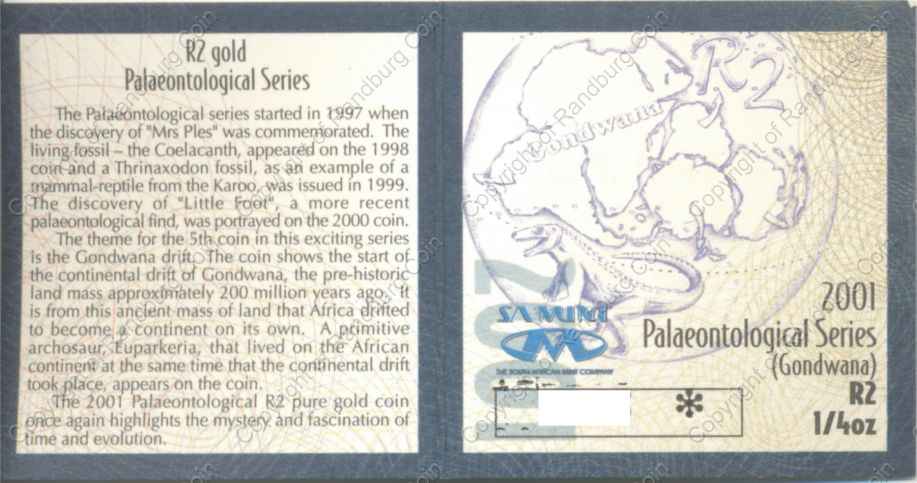 R2 gold
Palaeontological Series
The Palaeontological series started in 1997 when
the discovery of "Mrs Ples" was commemorated. The
living fossil – the Coelacanth, appeared on the 1998
coin and a Thrinaxodon fossil, as an example of a
mammal-reptile from the Karoo, was issued in 1999.
The discovery of "Little Foot", a more recent
palaeontological find, was portrayed on the 2000 coin.
The theme for the 5th coin in this exciting series
is the Gondwana drift. The coin shows the start of
the continental drift of Gondwana, the pre-historic
land mass approximately 200 million years ago. It
is from this ancient mass of land that Africa drifted
to become a continent on its own. A primitive
archosaur, Euparkeria, that lived on the African
continent at the same time that the continental drift
took place, appears on the coin.
The 2001 Palaeontological R2 pure gold coin
once again highlights the mystery and fascination of
time and evolution.
R2
Gondwana
SA MINT
THE SOUTH AFRICAN MINT COMPANY
2001
Palaeontological Series
(Gondwana)
R2
1/4oz
*
Copyright of Randburg Coin